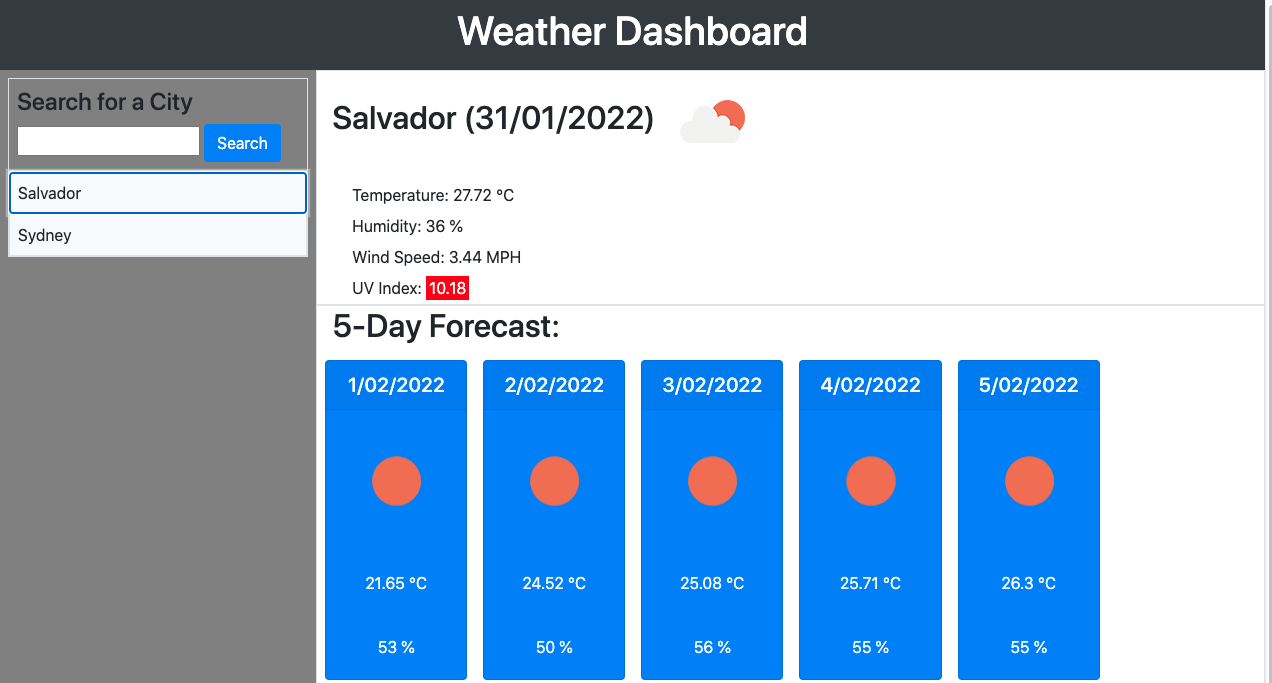 Weather Dashboard
Search for a City
Search
Salvador
Sydney
Salvador (31/01/2022)
Temperature: 27.72 °C
Humidity: 36 %
Wind Speed: 3.44 MPH
UV Index: 10.18
5-Day Forecast:
1/02/2022 2/02/2022 3/02/2022 4/02/2022 5/02/2022
21.65 °C 24.52 °C 25.08 °C 25.71 °C 26.3 °C
53 % 50 % 56 % 55 % 55 %